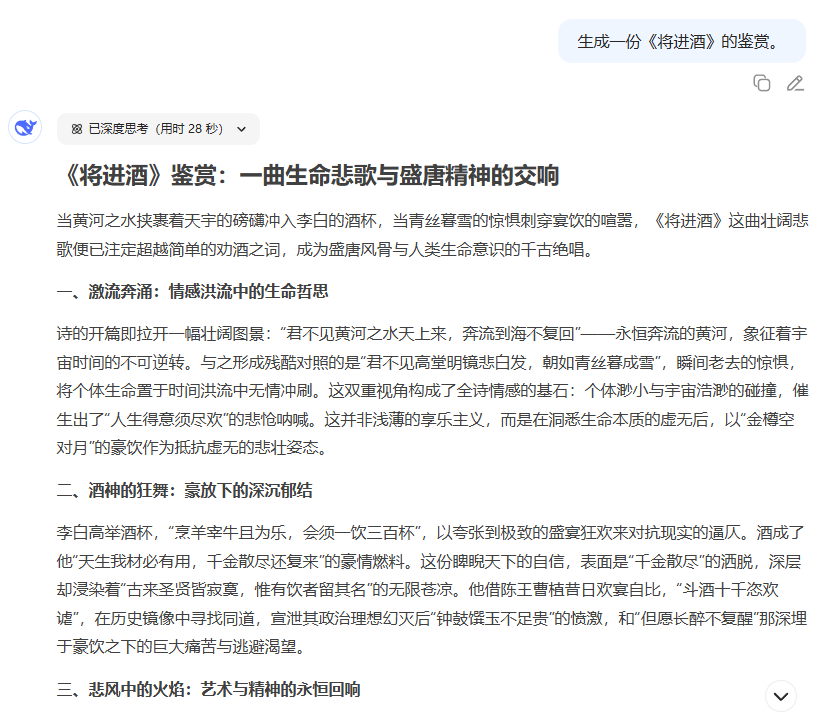 生成一份《将进酒》的鉴赏。
已深度思考（用时 28 秒）
《将进酒》鉴赏：一曲生命悲歌与盛唐精神的交响
当黄河之水挟裹着天宇的磅礴冲入李白的酒杯，当青丝暮雪的惊惧刺穿宴饮的喧嚣，《将进酒》这曲壮阔悲
歌便已注定超越简单的劝酒之词，成为盛唐风骨与人类生命意识的千古绝唱。
一、激流奔涌：情感洪流中的生命哲思
诗的开篇即拉开一幅壮阔图景：“君不见黄河之水天上来，奔流到海不复回”——永恒奔流的黄河，象征着宇
宙时间的不可逆转。与之形成残酷对照的是“君不见高堂明镜悲白发，朝如青丝暮成雪”，瞬间老去的惊惧，
将个体生命置于时间洪流中无情冲刷。这双重视角构成了全诗情感的基石：个体渺小与宇宙浩渺的碰撞，催
生出了“人生得意须尽欢”的悲怆呐喊。这并非浅薄的享乐主义，而是在洞悉生命本质的虚无后，以“金樽空
对月”的豪饮作为抵抗虚无的悲壮姿态。
二、酒神的狂舞：豪放下的深沉郁结
李白高举酒杯，“烹羊宰牛且为乐，会须一饮三百杯”，以夸张到极致的盛宴狂欢来对抗现实的逼仄。酒成了
他“天生我材必有用，千金散尽还复来”的豪情燃料。这份睥睨天下的自信，表面是“千金散尽”的洒脱，深层
却浸染着“古来圣贤皆寂寞，惟有饮者留其名”的无限苍凉。他借陈王曹植昔日欢宴自比，“斗酒十千恣欢
谑”，在历史镜像中寻找同道，宣泄其政治理想幻灭后“钟鼓馔玉不足贵”的愤激，和“但愿长醉不复醒”那深埋
于豪饮之下的巨大痛苦与逃避渴望。
三、悲风中的火焰：艺术与精神的永恒回响